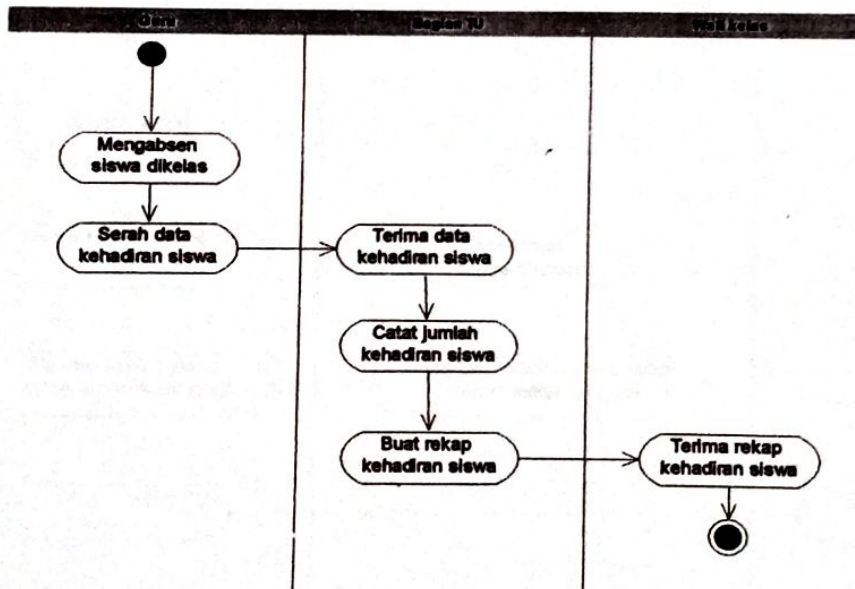 Guru
Bagian TU
Wali kelas
Mengabsen
siswa dikelas
Serah data
kehadiran siswa
Terima data
kehadiran siswa
Catat jumlah
kehadiran siswa
Buat rekap
kehadiran siswa
Terima rekap
kehadiran siswa